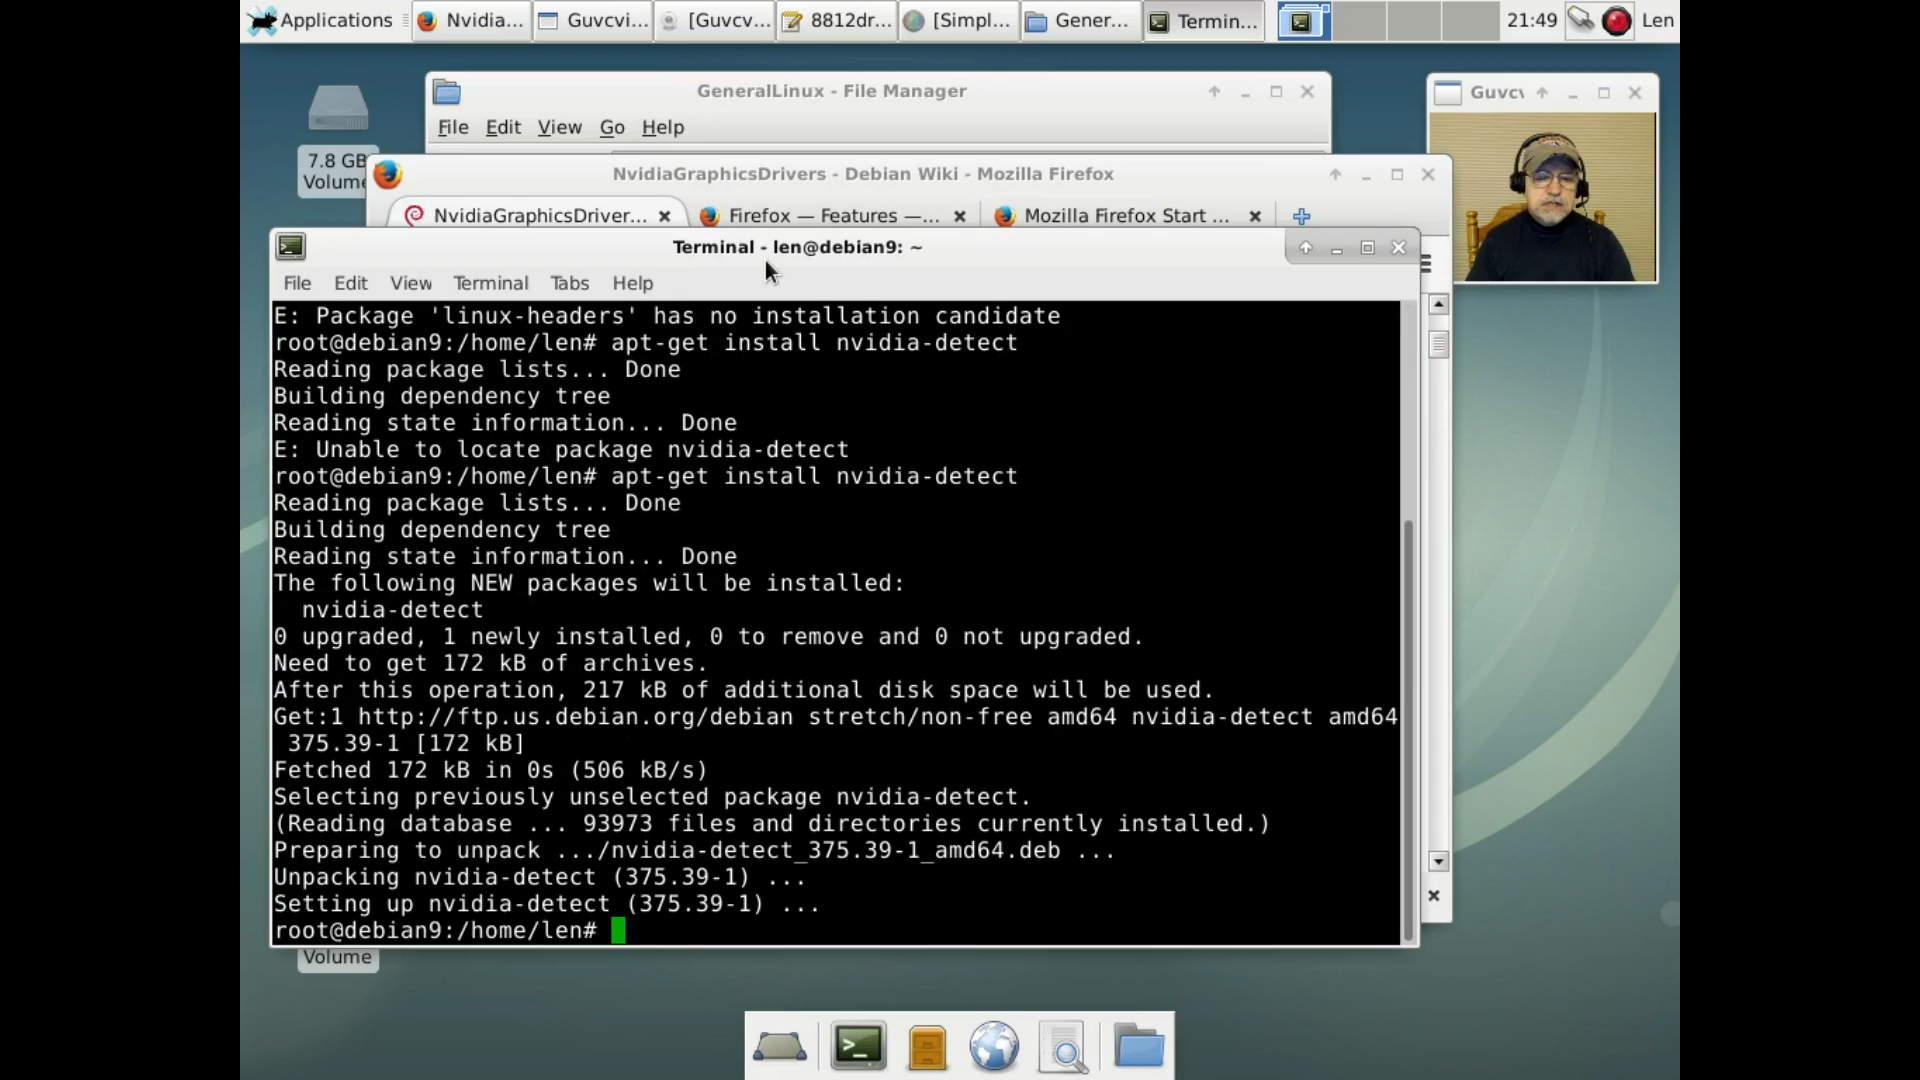 Applications
Nvidia...
Guvcvi...
[Guvcv...
8812dr...
[Simpl...
Gener...
Termin...
21:49
Len
7.8 GB
Volume
GeneralLinux - File Manager
File Edit View Go Help
Guvcv
NvidiaGraphicsDrivers - Debian Wiki - Mozilla Firefox
NvidiaGraphicsDriver...
Firefox — Features —...
Mozilla Firefox Start ...
Terminal - len@debian9: ~
File Edit View Terminal Tabs Help
E: Package 'linux-headers' has no installation candidate
root@debian9:/home/len# apt-get install nvidia-detect
Reading package lists... Done
Building dependency tree
Reading state information... Done
E: Unable to locate package nvidia-detect
root@debian9:/home/len# apt-get install nvidia-detect
Reading package lists... Done
Building dependency tree
Reading state information... Done
The following NEW packages will be installed:
nvidia-detect
0 upgraded, 1 newly installed, 0 to remove and 0 not upgraded.
Need to get 172 kB of archives.
After this operation, 217 kB of additional disk space will be used.
Get:1 http://ftp.us.debian.org/debian stretch/non-free amd64 nvidia-detect amd64
375.39-1 [172 kB]
Fetched 172 kB in 0s (506 kB/s)
Selecting previously unselected package nvidia-detect.
(Reading database ... 93973 files and directories currently installed.)
Preparing to unpack .../nvidia-detect_375.39-1_amd64.deb ...
Unpacking nvidia-detect (375.39-1) ...
Setting up nvidia-detect (375.39-1) ...
root@debian9:/home/len#
Volume